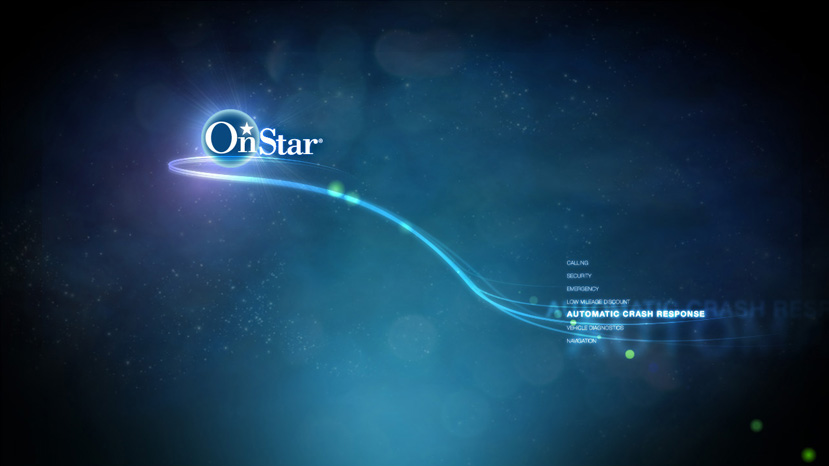 OnStar®
CALLING
SECURITY
EMERGENCY
LOW MILEAGE DISCOUNT
AUTOMATIC CRASH RESPONSE
VEHICLE DIAGNOSTICS
NAVIGATION